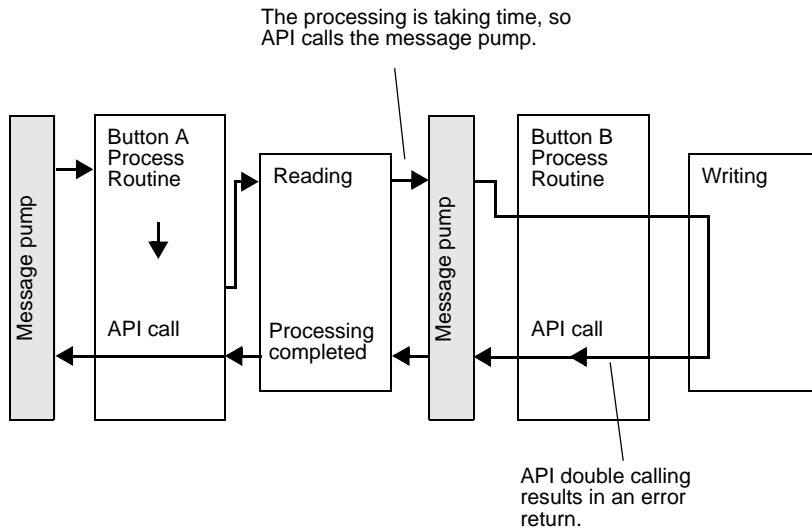 The processing is taking time, so
API calls the message pump.
Message pump
Button A
Process
Routine
API call
Reading
Processing
completed
Message pump
Button B
Process
Routine
API call
Writing
API double calling
results in an error
return.